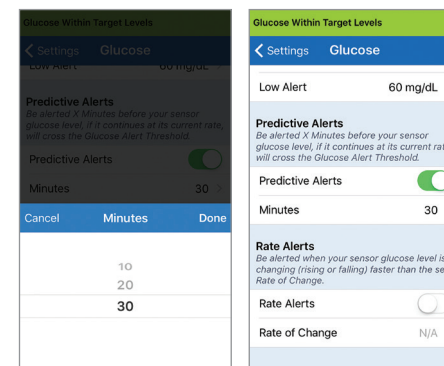 Glucose Within Target Levels
Settings Glucose
Low Alert 60 mg/dL
Predictive Alerts
Be alerted X Minutes before your sensor
glucose level, if it continues at its current rate,
will cross the Glucose Alert Threshold.
Predictive Alerts
Minutes 30
Cancel Minutes Done
10
20
30
Glucose Within Target Levels
Settings Glucose
Low Alert 60 mg/dL
Predictive Alerts
Be alerted X Minutes before your sensor
glucose level, if it continues at its current rat
will cross the Glucose Alert Threshold.
Predictive Alerts
Minutes 30
Rate Alerts
Be alerted when your sensor glucose level is
changing (rising or falling) faster than the se
Rate of Change.
Rate Alerts
Rate of Change N/A